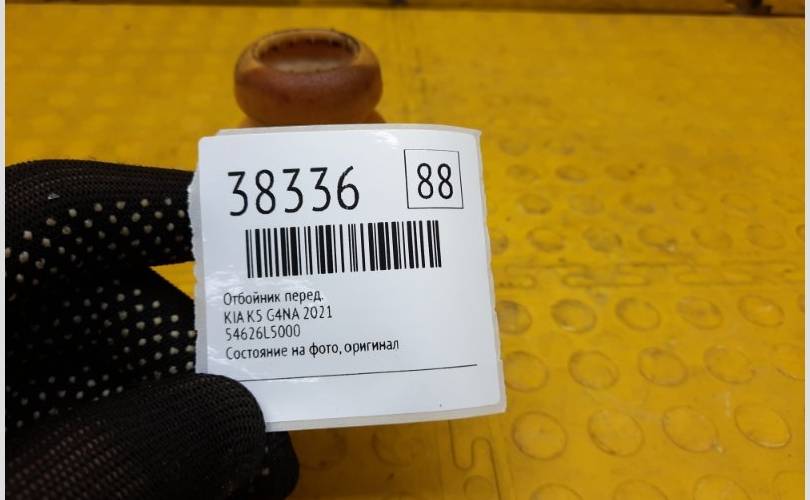 38336
88
Отбойник перед.
KIA K5 G4NA 2021
54626L5000
Состояние на фото, оригинал